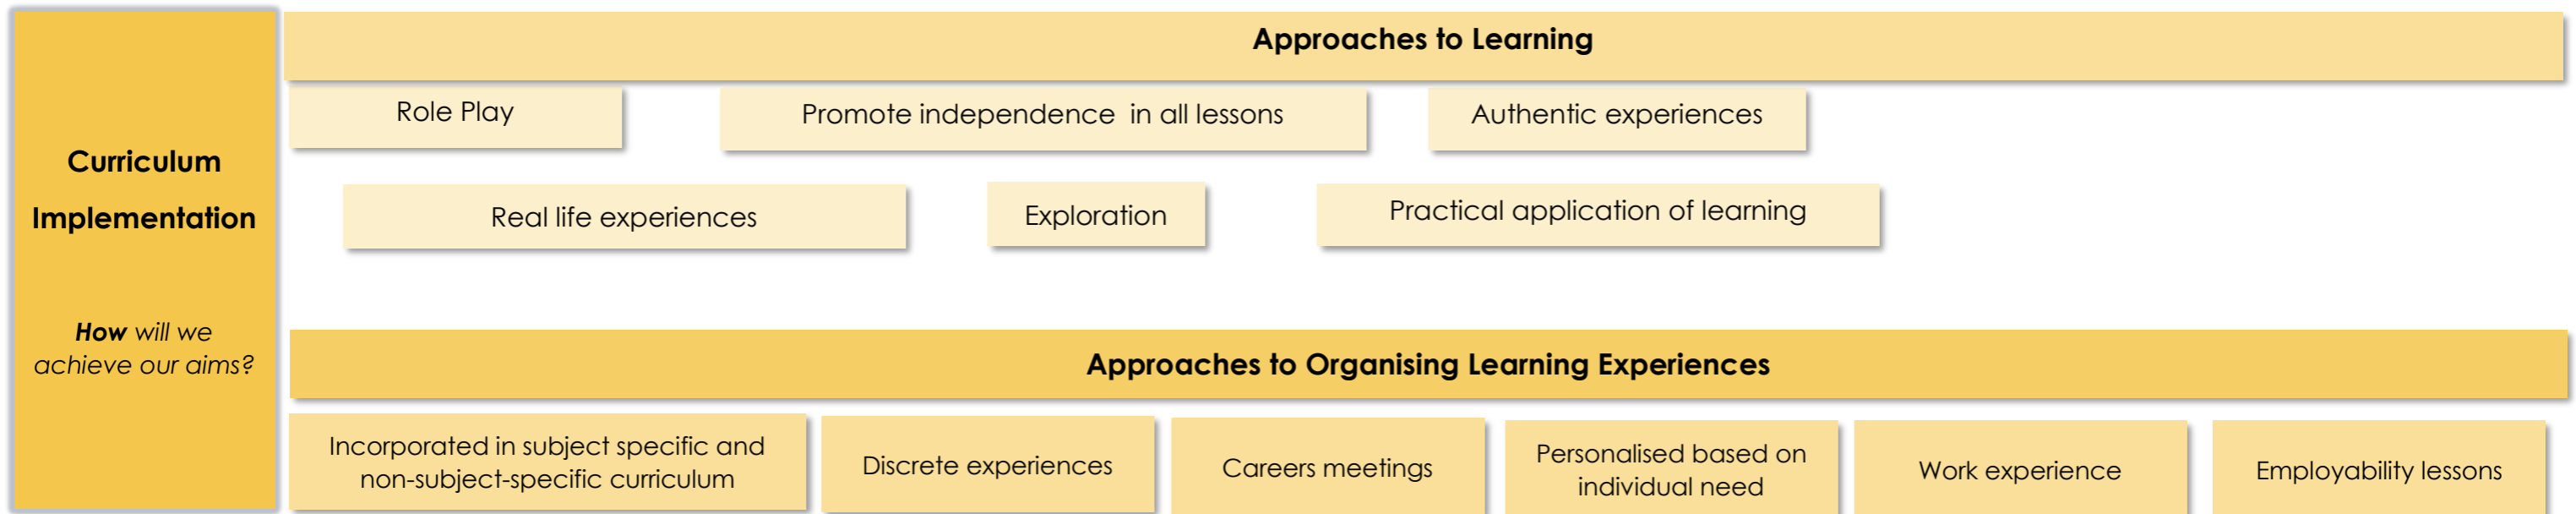 Curriculum
Implementation
How will we
achieve our aims?
Approaches to Learning
Role Play
Promote independence in all lessons
Authentic experiences
Real life experiences
Exploration
Practical application of learning
Approaches to Organising Learning Experiences
Incorporated in subject specific and
non-subject-specific curriculum
Discrete experiences
Careers meetings
Personalised based on
individual need
Work experience
Employability lessons